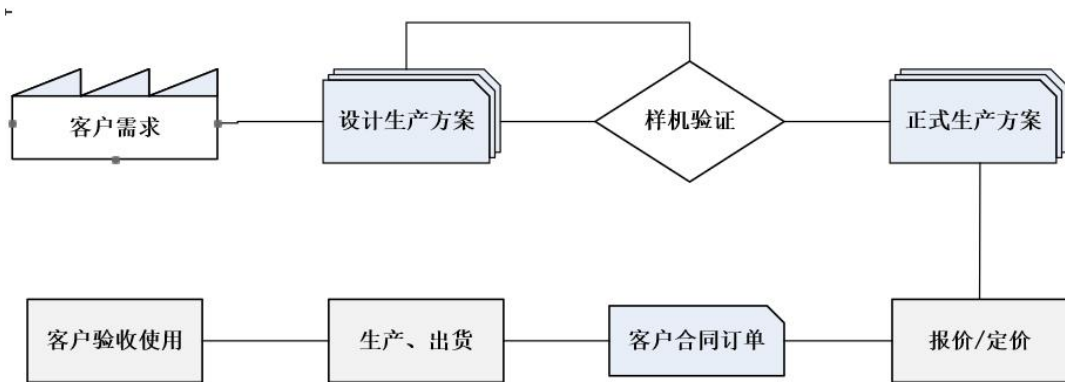 客户需求
设计生产方案
样机验证
正式生产方案
客户验收使用
生产、出货
客户合同订单
报价/定价